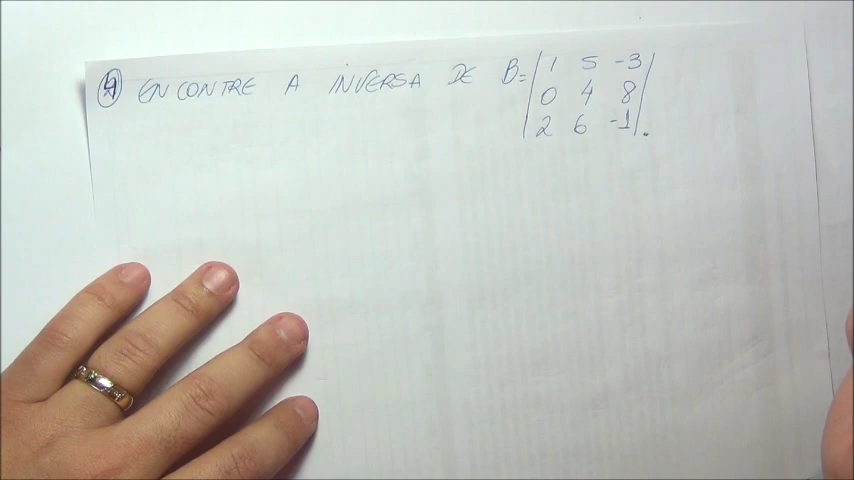 4 ENCONTRE A INVERSA DE B= | 1 5 -3 |
| 0 4 8 |
| 2 6 -1 | .